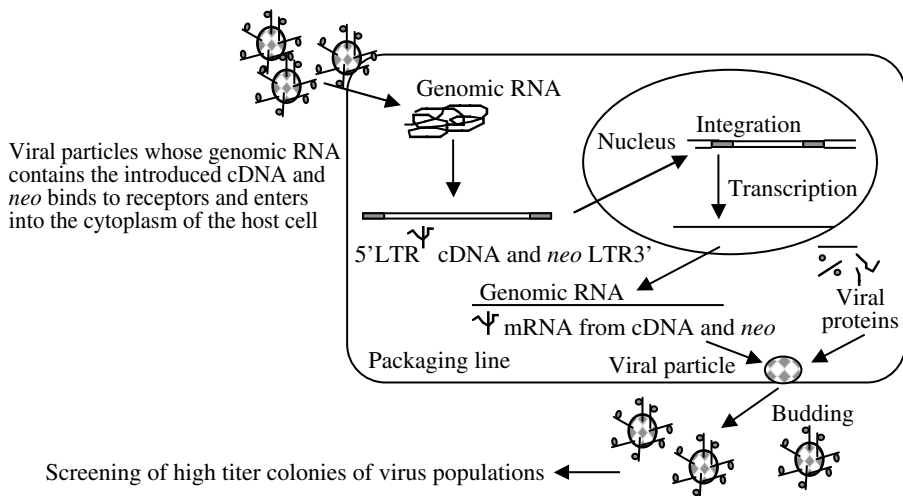 Genomic RNA
Integration
Nucleus
Viral particles whose genomic RNA
contains the introduced cDNA and
neo binds to receptors and enters
into the cytoplasm of the host cell
Transcription
5'LTR cDNA and neo LTR3'
Genomic RNA
mRNA from cDNA and neo
Viral
proteins
Packaging line
Viral particle
Budding
Screening of high titer colonies of virus populations